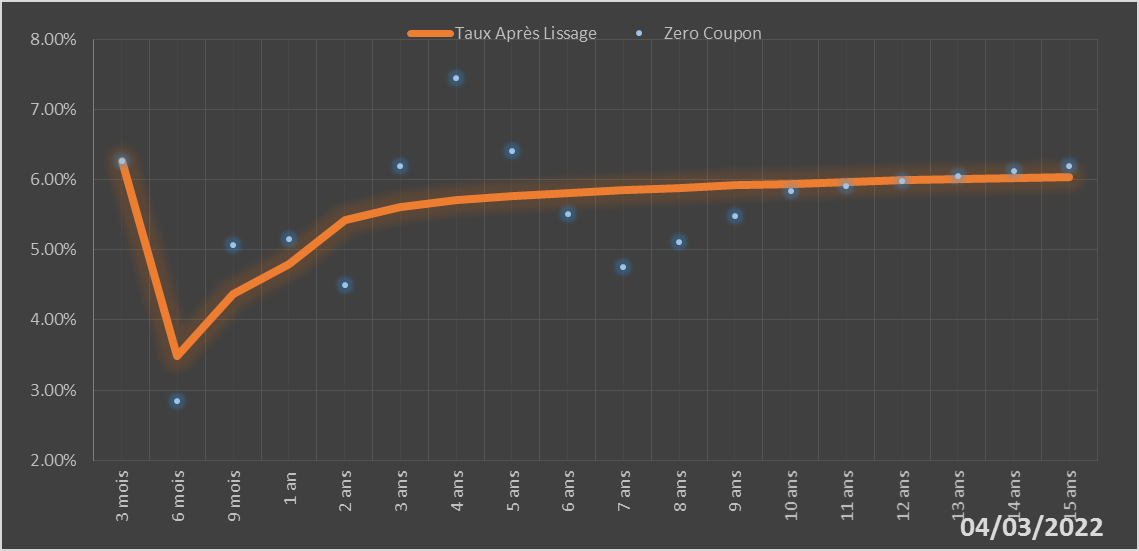 Taux Après Lissage
Zero Coupon
8.00%
7.00%
6.00%
5.00%
4.00%
3.00%
2.00%
3 mois
6 mois
9 mois
1 an
2 ans
3 ans
4 ans
5 ans
6 ans
7 ans
8 ans
9 ans
10 ans
11 ans
12 ans
13 ans
14 ans
15 ans
04/03/2022